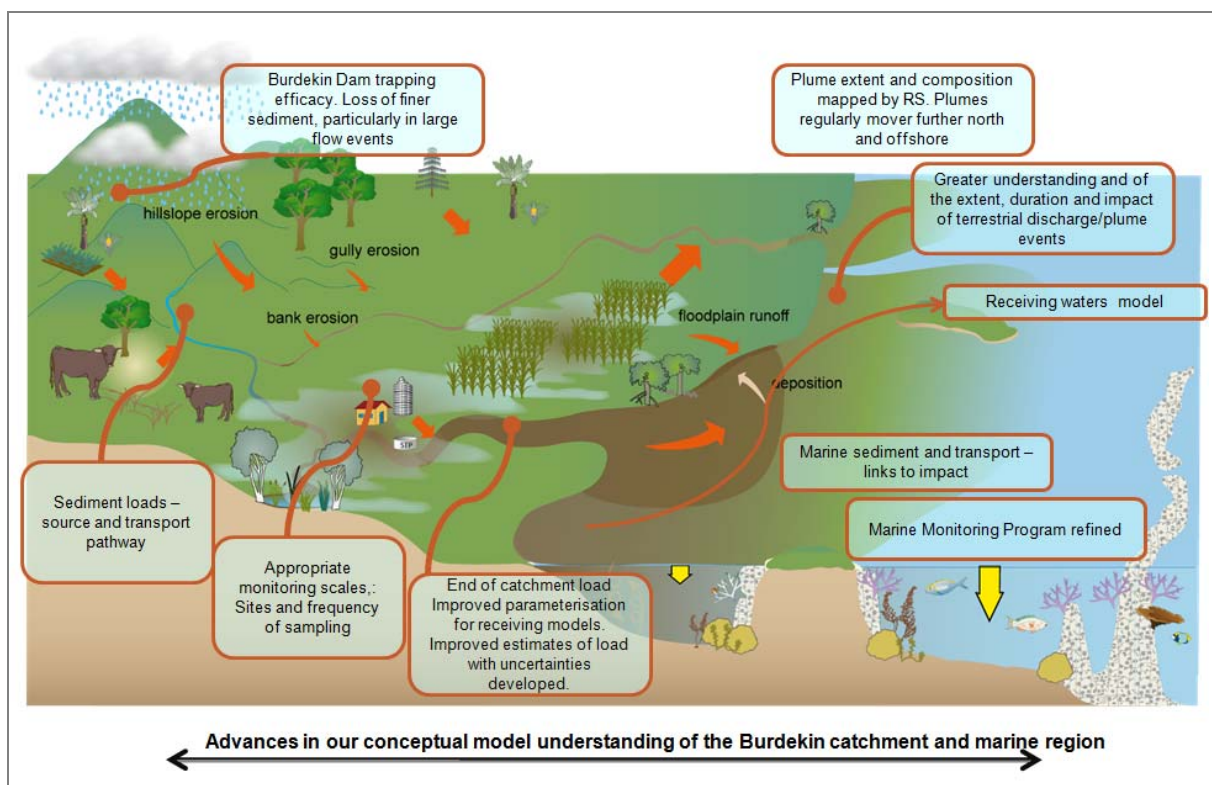 Burdekin Dam trapping
efficacy. Loss of finer
sediment, particularly in large
flow events
Plume extent and composition
mapped by RS. Plumes
regularly mover further north
and offshore
Greater understanding and of
the extent, duration and impact
of terrestrial discharge/plume
events
hillslope erosion
gully erosion
bank erosion
floodplain runoff
Receiving waters model
deposition
STP
Marine sediment and transport –
links to impact
Sediment loads –
source and transport
pathway
Marine Monitoring Program refined
Appropriate
monitoring scales,:
Sites and frequency
of sampling
End of catchment load
Improved parameterisation
for receiving models.
Improved estimates of load
with uncertainties
developed.
Advances in our conceptual model understanding of the Burdekin catchment and marine region